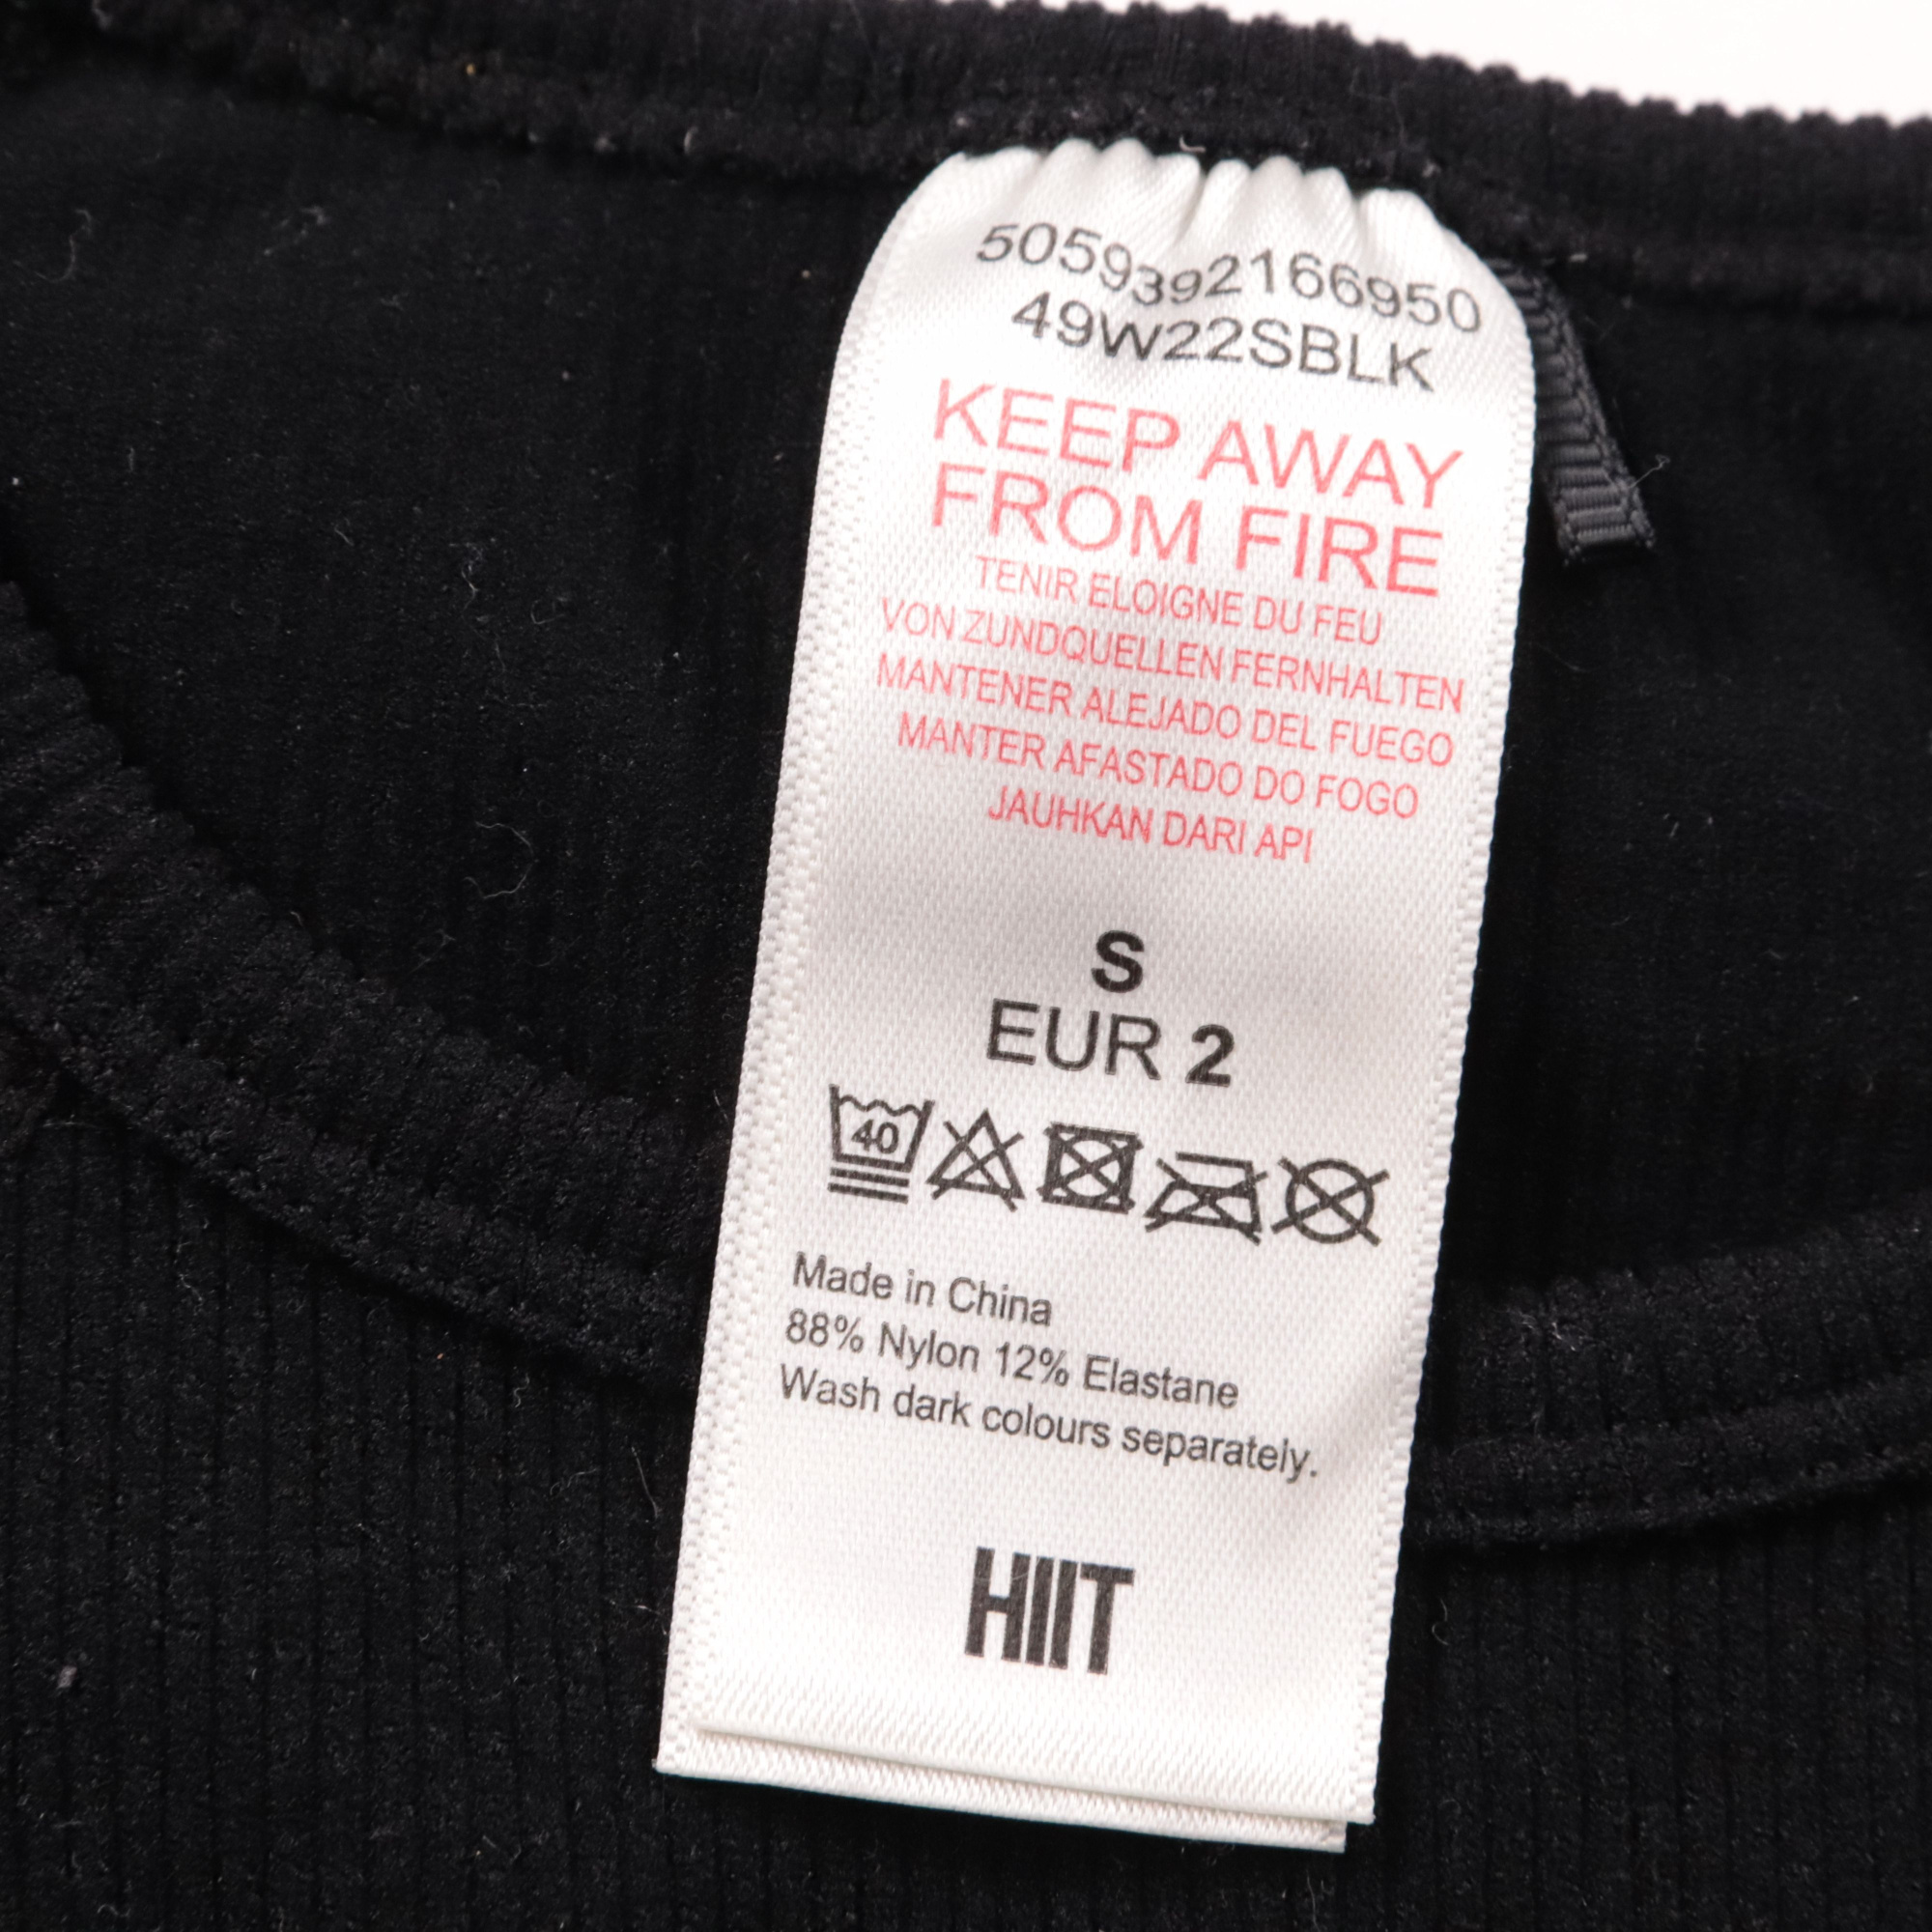 5059392166950
49W22SBLK
KEEP AWAY
FROM FIRE
TENIR ELOIGNE DU FEU
VON ZUNDQUELLEN FERNHALTEN
MANTENER ALEJADO DEL FUEGO
MANTER AFASTADO DO FOGO
JAUHKAN DARI API
S
EUR 2
40
Made in China
88% Nylon 12% Elastane
Wash dark colours separately.
HIIT